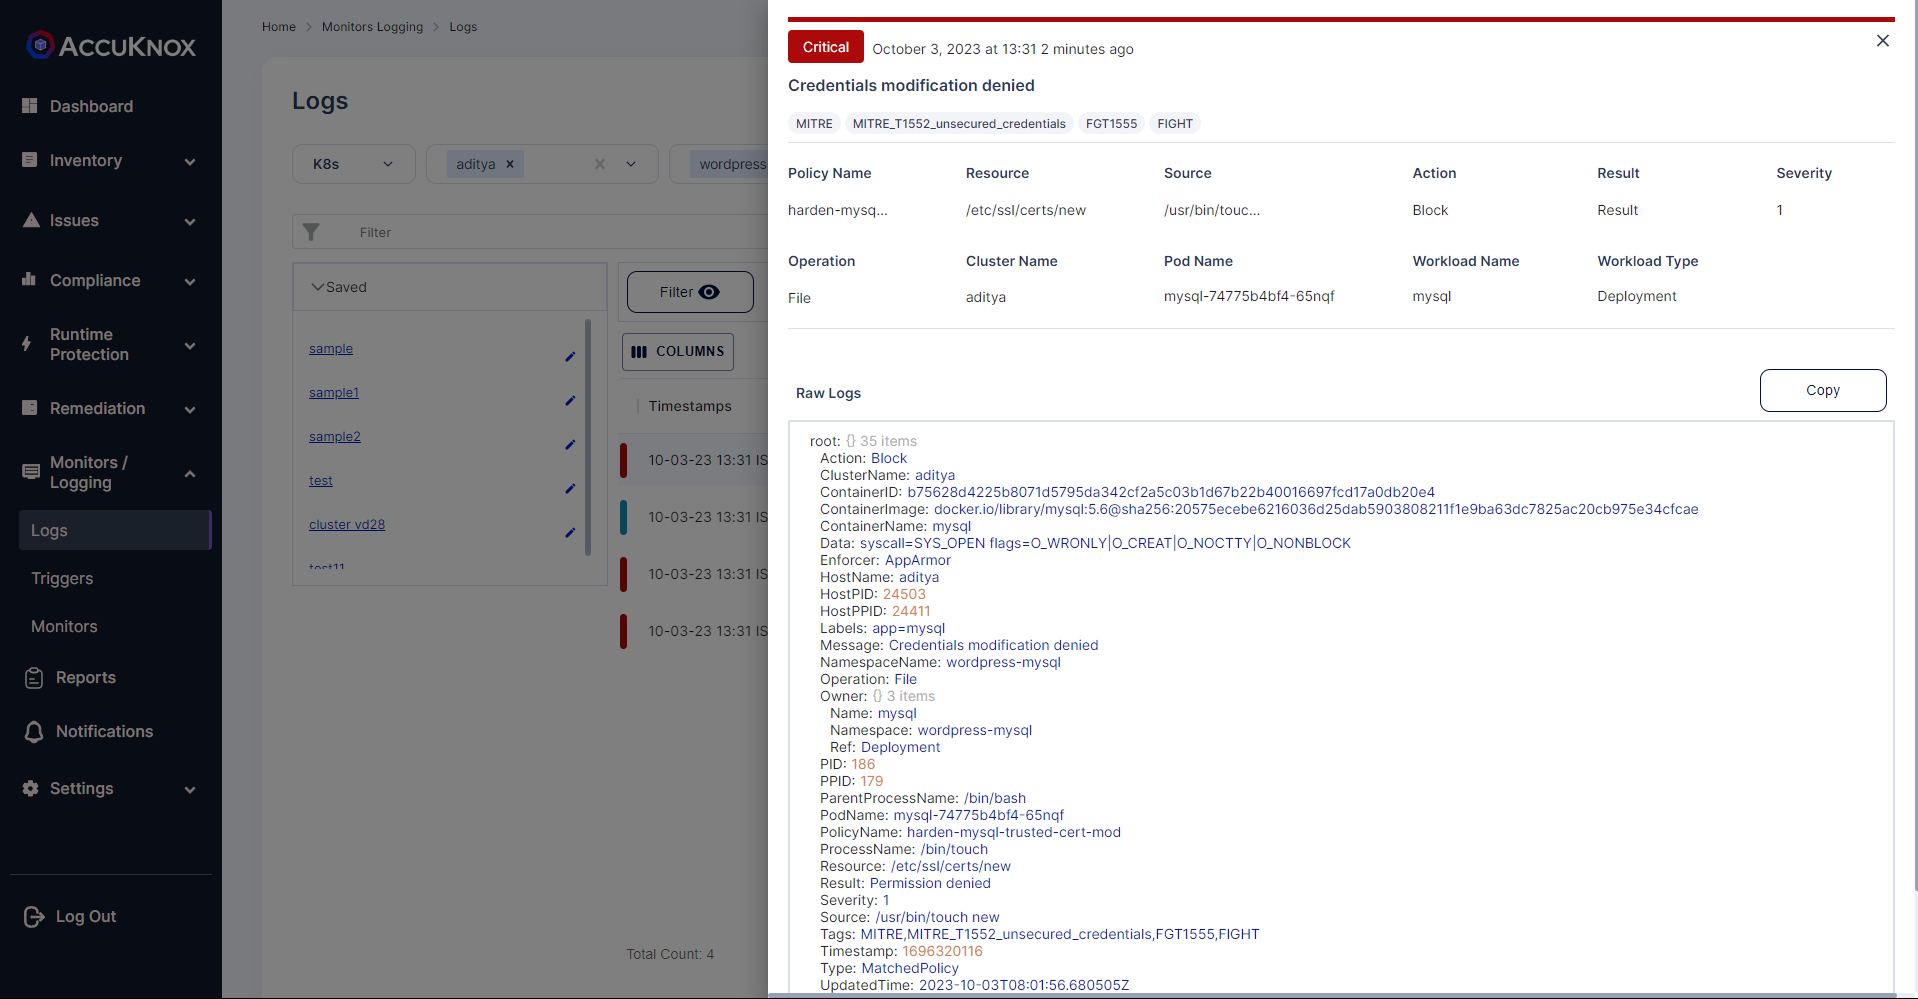 ACCUKNOX
Dashboard
Inventory
Issues
Compliance
Runtime
Protection
Remediation
Monitors /
Logging
Logs
Triggers
Monitors
Reports
Notifications
Settings
Log Out
Home > Monitors Logging > Logs
Logs
K8s
aditya ×
wordpress
Filter
Saved
sample
sample1
sample2
test
cluster vd28
test11
Filter
COLUMNS
Timestamps
10-03-23 13:31 IS
10-03-23 13:31 IS
10-03-23 13:31 IS
10-03-23 13:31 IS
Total Count: 4
Critical October 3, 2023 at 13:31 2 minutes ago
Credentials modification denied
MITRE MITRE_T1552_unsecured_credentials FGT1555 FIGHT
Policy Name Resource Source Action Result Severity
harden-mysq... /etc/ssl/certs/new /usr/bin/touc... Block Result 1
Operation Cluster Name Pod Name Workload Name Workload Type
File aditya mysql-74775b4bf4-65nqf mysql Deployment
Raw Logs
Copy
root: {} 35 items
Action: Block
ClusterName: aditya
ContainerID: b75628d4225b8071d5795da342cf2a5c03b1d67b22b40016697fcd17a0db20e4
ContainerImage: docker.io/library/mysql:5.6@sha256:20575ecebe6216036d25dab5903808211f1e9ba63dc7825ac20cb975e34cfcae
ContainerName: mysql
Data: syscall=SYS_OPEN flags=O_WRONLY|O_CREAT|O_NOCTTY|O_NONBLOCK
Enforcer: AppArmor
HostName: aditya
HostPID: 24503
HostPPID: 24411
Labels: app=mysql
Message: Credentials modification denied
NamespaceName: wordpress-mysql
Operation: File
Owner: {} 3 items
Name: mysql
Namespace: wordpress-mysql
Ref: Deployment
PID: 186
PPID: 179
ParentProcessName: /bin/bash
PodName: mysql-74775b4bf4-65nqf
PolicyName: harden-mysql-trusted-cert-mod
ProcessName: /bin/touch
Resource: /etc/ssl/certs/new
Result: Permission denied
Severity: 1
Source: /usr/bin/touch new
Tags: MITRE,MITRE_T1552_unsecured_credentials,FGT1555,FIGHT
Timestamp: 1696320116
Type: MatchedPolicy
UpdatedTime: 2023-10-03T08:01:56.680505Z